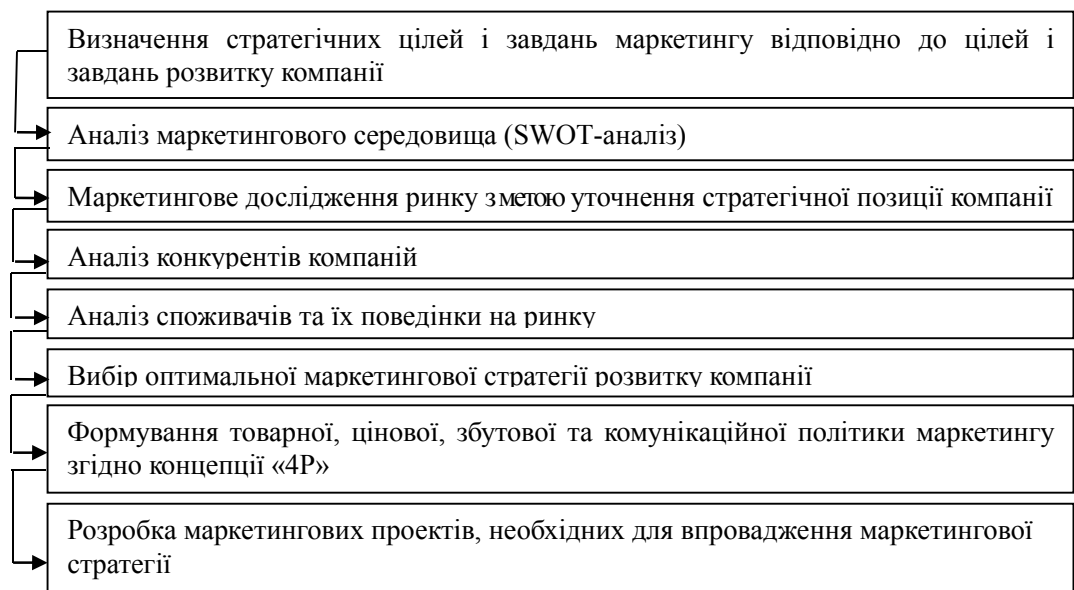 Визначення стратегічних цілей і завдань маркетингу відповідно до цілей і
завдань розвитку компанії
Аналіз маркетингового середовища (SWOT-аналіз)
Маркетингове дослідження ринку з метою уточнення стратегічної позиції компанії
Аналіз конкурентів компаній
Аналіз споживачів та їх поведінки на ринку
Вибір оптимальної маркетингової стратегії розвитку компанії
Формування товарної, цінової, збутової та комунікаційної політики маркетингу
згідно концепції «4Р»
Розробка маркетингових проектів, необхідних для впровадження маркетингової
стратегії